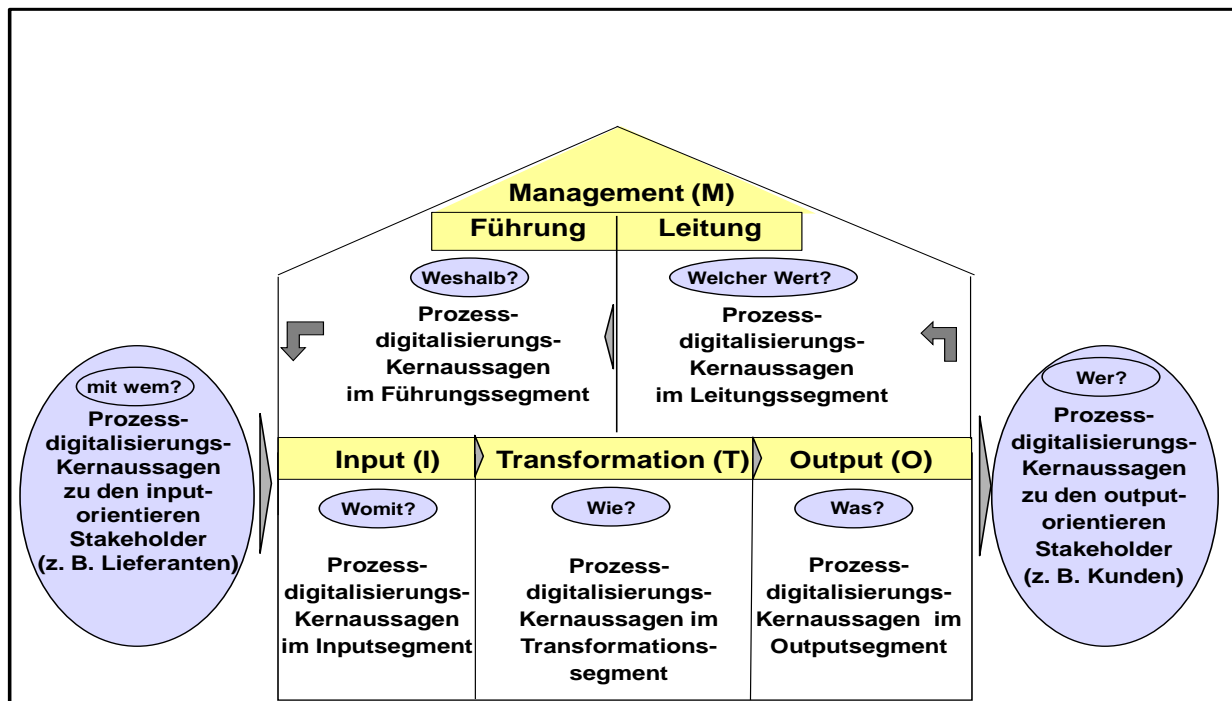 Management (M)
Führung
Leitung
Weshalb?
Prozess-
digitalisierungs-
Kernaussagen
im Führungssegment
Welcher Wert?
Prozess-
digitalisierungs-
Kernaussagen
im Leitungssegment
mit wem?
Prozess-
digitalisierungs-
Kernaussagen
zu den input-
orientieren
Stakeholder
(z. B. Lieferanten)
Input (I)
Womit?
Prozess-
digitalisierungs-
Kernaussagen
im Inputsegment
Transformation (T)
Wie?
Prozess-
digitalisierungs-
Kernaussagen im
Transformations-
segment
Output (O)
Was?
Prozess-
digitalisierungs-
Kernaussagen im
Outputsegment
Wer?
Prozess-
digitalisierungs-
Kernaussagen
zu den output-
orientieren
Stakeholder
(z. B. Kunden)